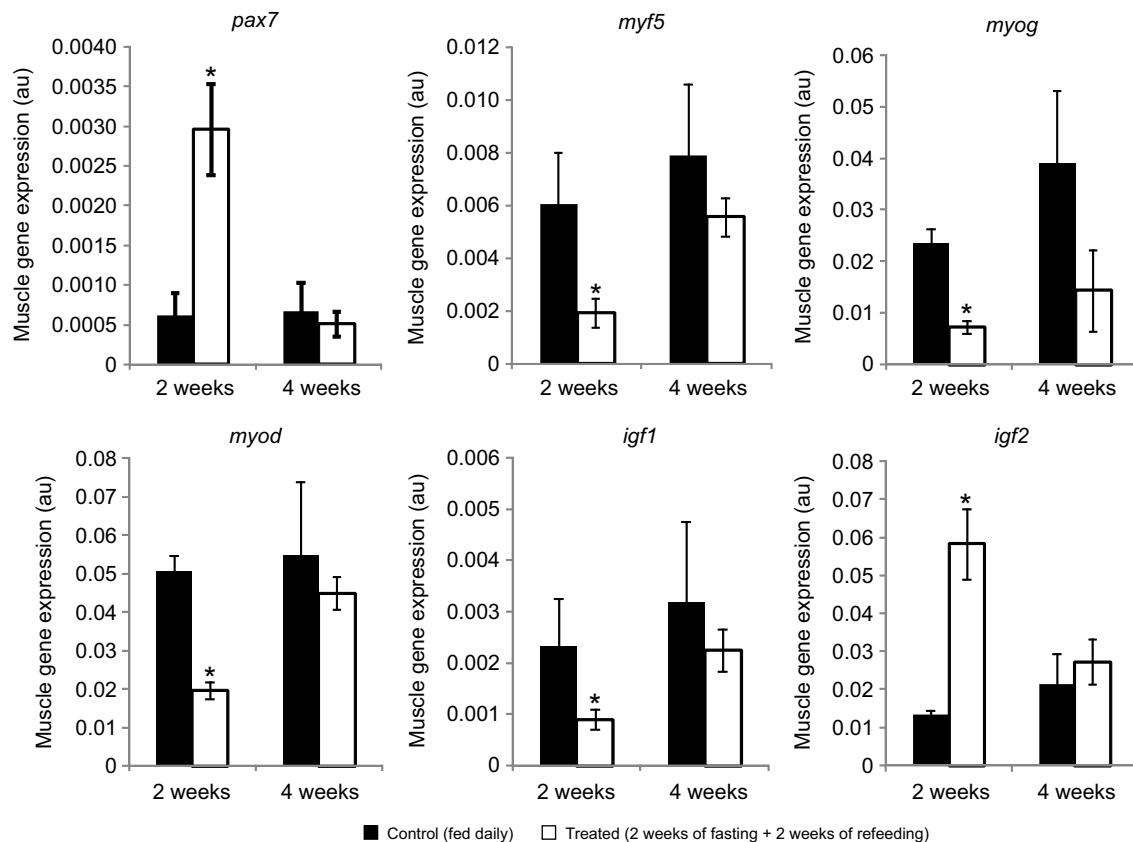 pax7
Muscle gene expression (au)
0.0040
0.0035
0.0030
0.0025
0.0020
0.0015
0.0010
0.0005
0
*
2 weeks
4 weeks
myf5
Muscle gene expression (au)
0.012
0.010
0.008
0.006
0.004
0.002
0
*
2 weeks
4 weeks
myog
Muscle gene expression (au)
0.06
0.05
0.04
0.03
0.02
0.01
0
*
2 weeks
4 weeks
myod
Muscle gene expression (au)
0.08
0.07
0.06
0.05
0.04
0.03
0.02
0.01
0
*
2 weeks
4 weeks
igf1
Muscle gene expression (au)
0.006
0.005
0.004
0.003
0.002
0.001
0
*
2 weeks
4 weeks
igf2
Muscle gene expression (au)
0.08
0.07
0.06
0.05
0.04
0.03
0.02
0.01
0
*
2 weeks
4 weeks
Control (fed daily)
Treated (2 weeks of fasting + 2 weeks of refeeding)